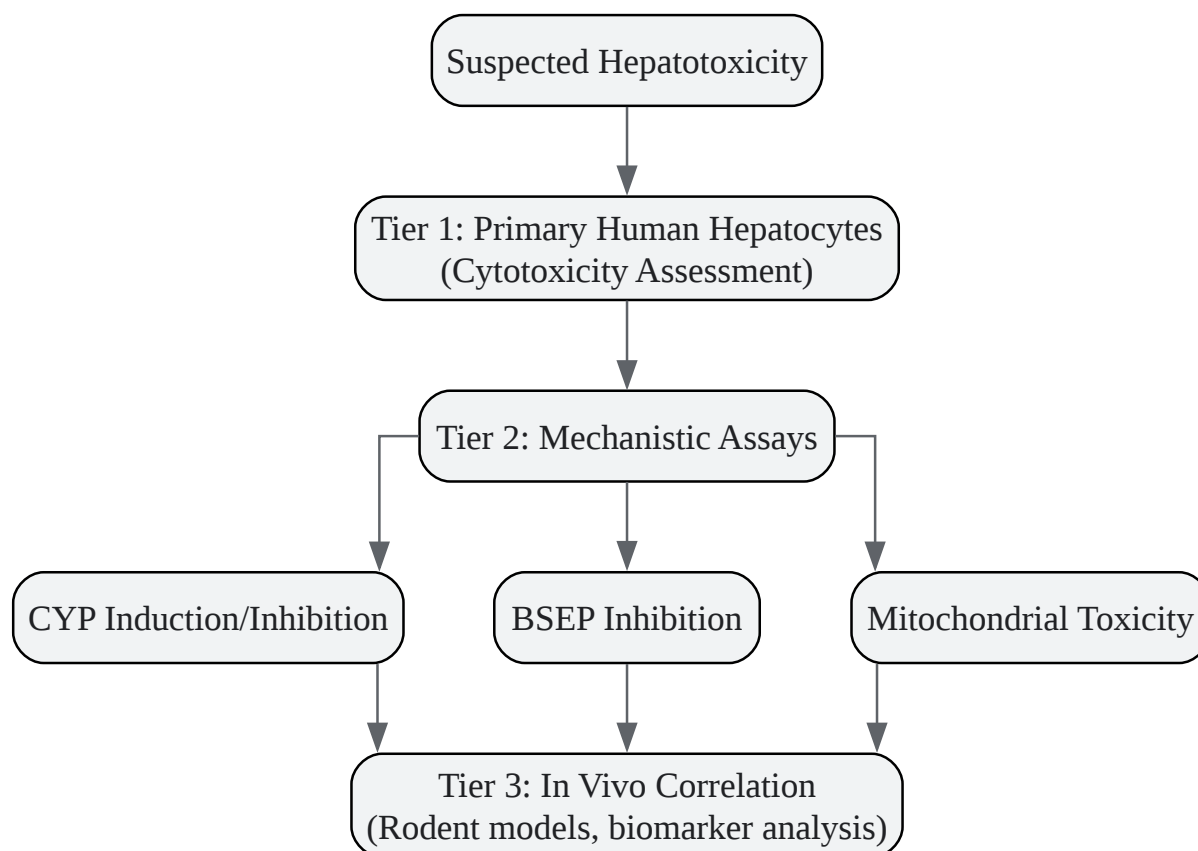 Suspected Hepatotoxicity
Tier 1: Primary Human Hepatocytes
(Cytotoxicity Assessment)
Tier 2: Mechanistic Assays
CYP Induction/Inhibition
BSEP Inhibition
Mitochondrial Toxicity
Tier 3: In Vivo Correlation
(Rodent models, biomarker analysis)